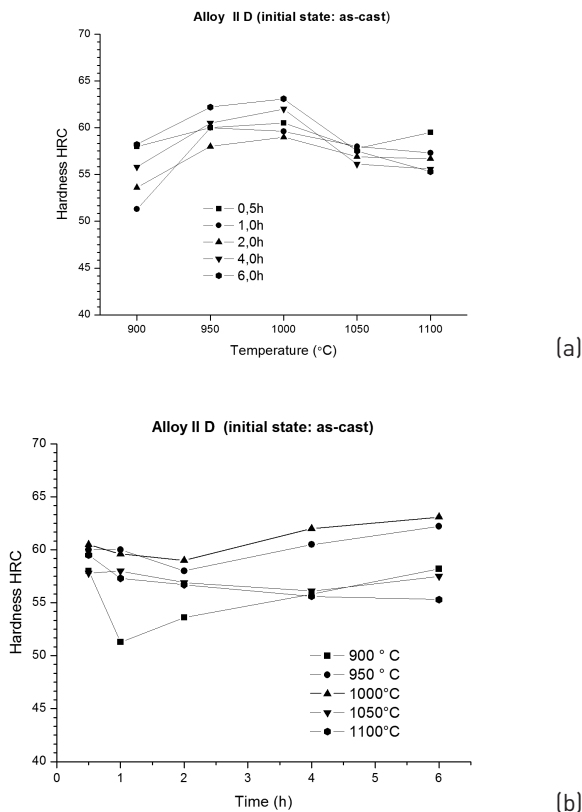 Alloy II D (initial state: as-cast)
70
65
60
55
50
45
40
Hardness HRC
0,5h
1,0h
2,0h
4,0h
6,0h
900 950 1000 1050 1100
Temperature (°C)
(a)
Alloy II D (initial state: as-cast)
70
65
60
55
50
45
40
Hardness HRC
900 ° C
950 ° C
1000°C
1050°C
1100°C
0 1 2 3 4 5 6
Time (h)
(b)